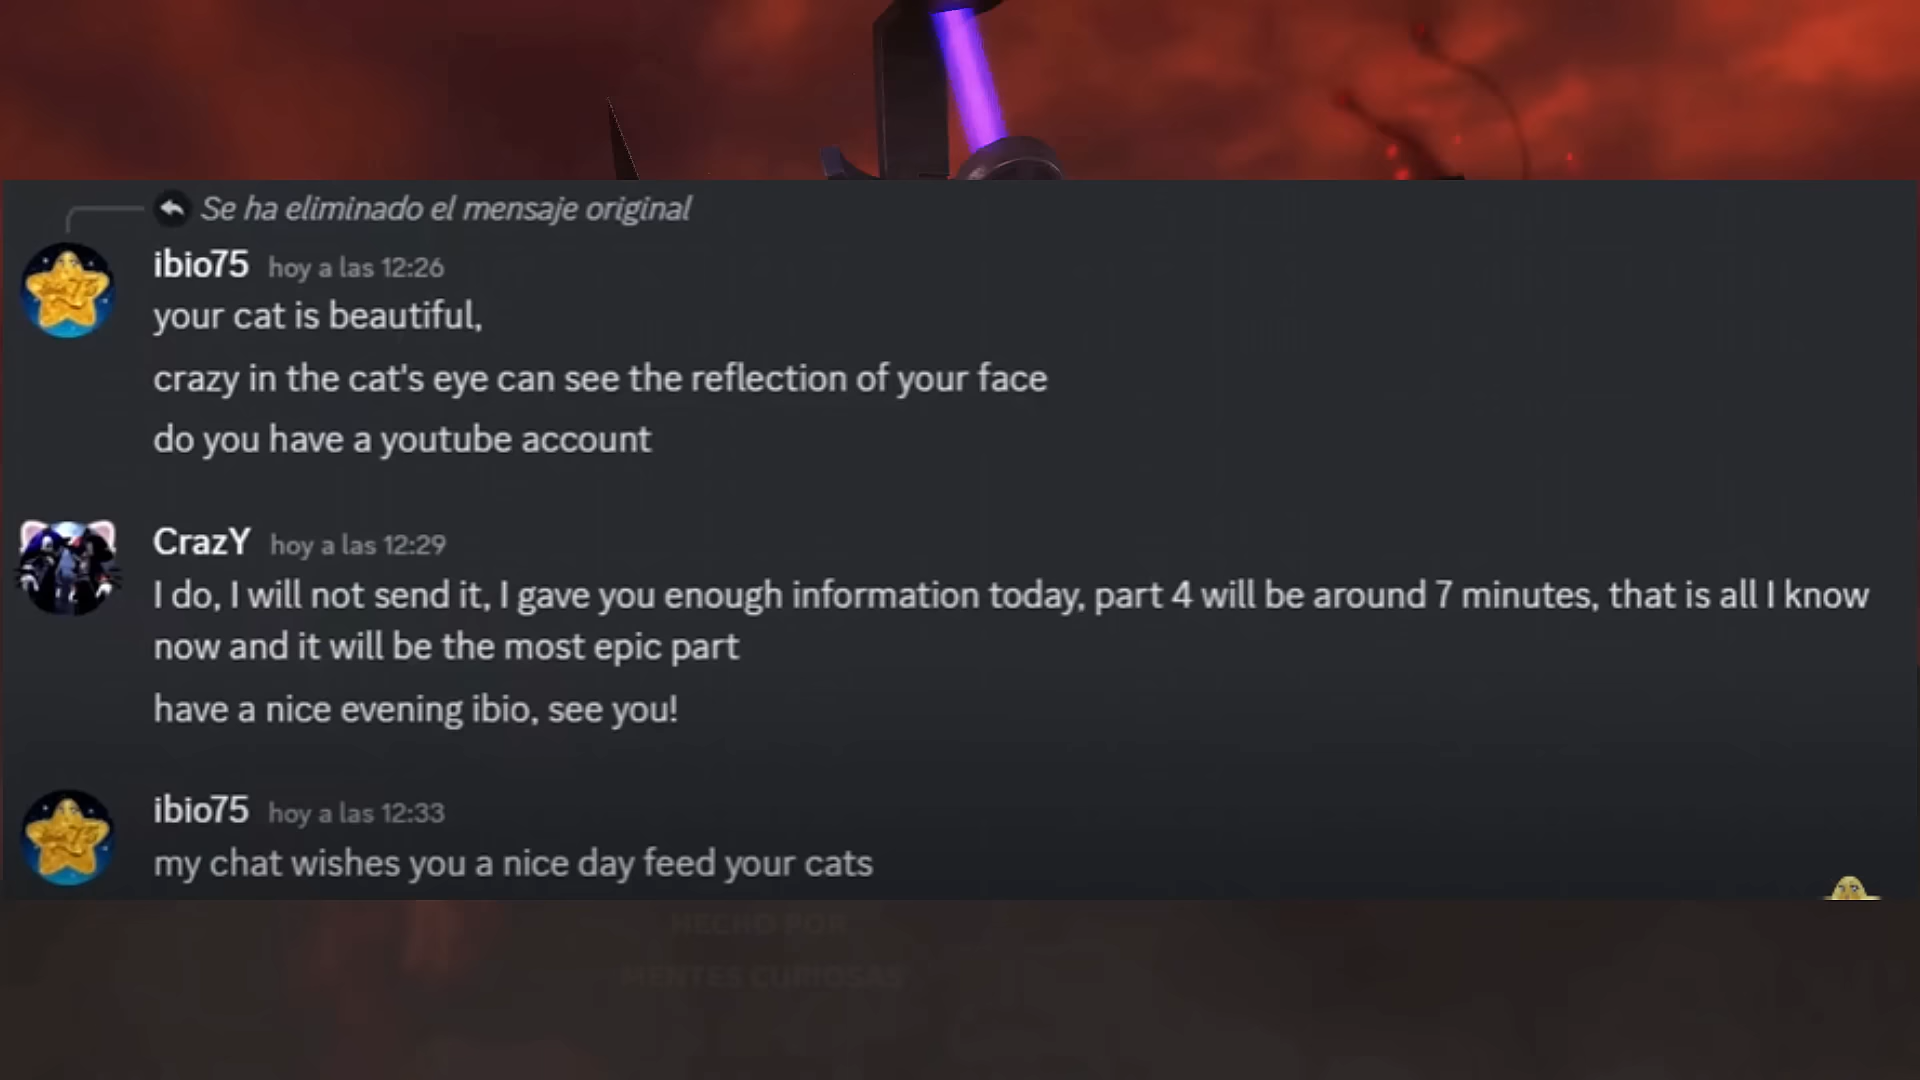 Se ha eliminado el mensaje original
ibio75 hoy a las 12:26
your cat is beautiful,
crazy in the cat's eye can see the reflection of your face
do you have a youtube account
CrazY hoy a las 12:29
I do, I will not send it, I gave you enough information today, part 4 will be around 7 minutes, that is all I know
now and it will be the most epic part
have a nice evening ibio, see you!
ibio75 hoy a las 12:33
my chat wishes you a nice day feed your cats
HECHO POR
MENTES CURIOSAS